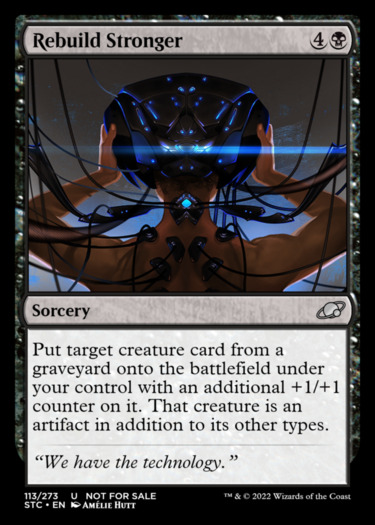 Rebuild Stronger 4
Sorcery
Put target creature card from a
graveyard onto the battlefield under
your control with an additional +1/+1
counter on it. That creature is an
artifact in addition to its other types.
“We have the technology.”
113/273 U NOT FOR SALE
STC • EN Amélie Hutt
™ & © 2022 Wizards of the Coast